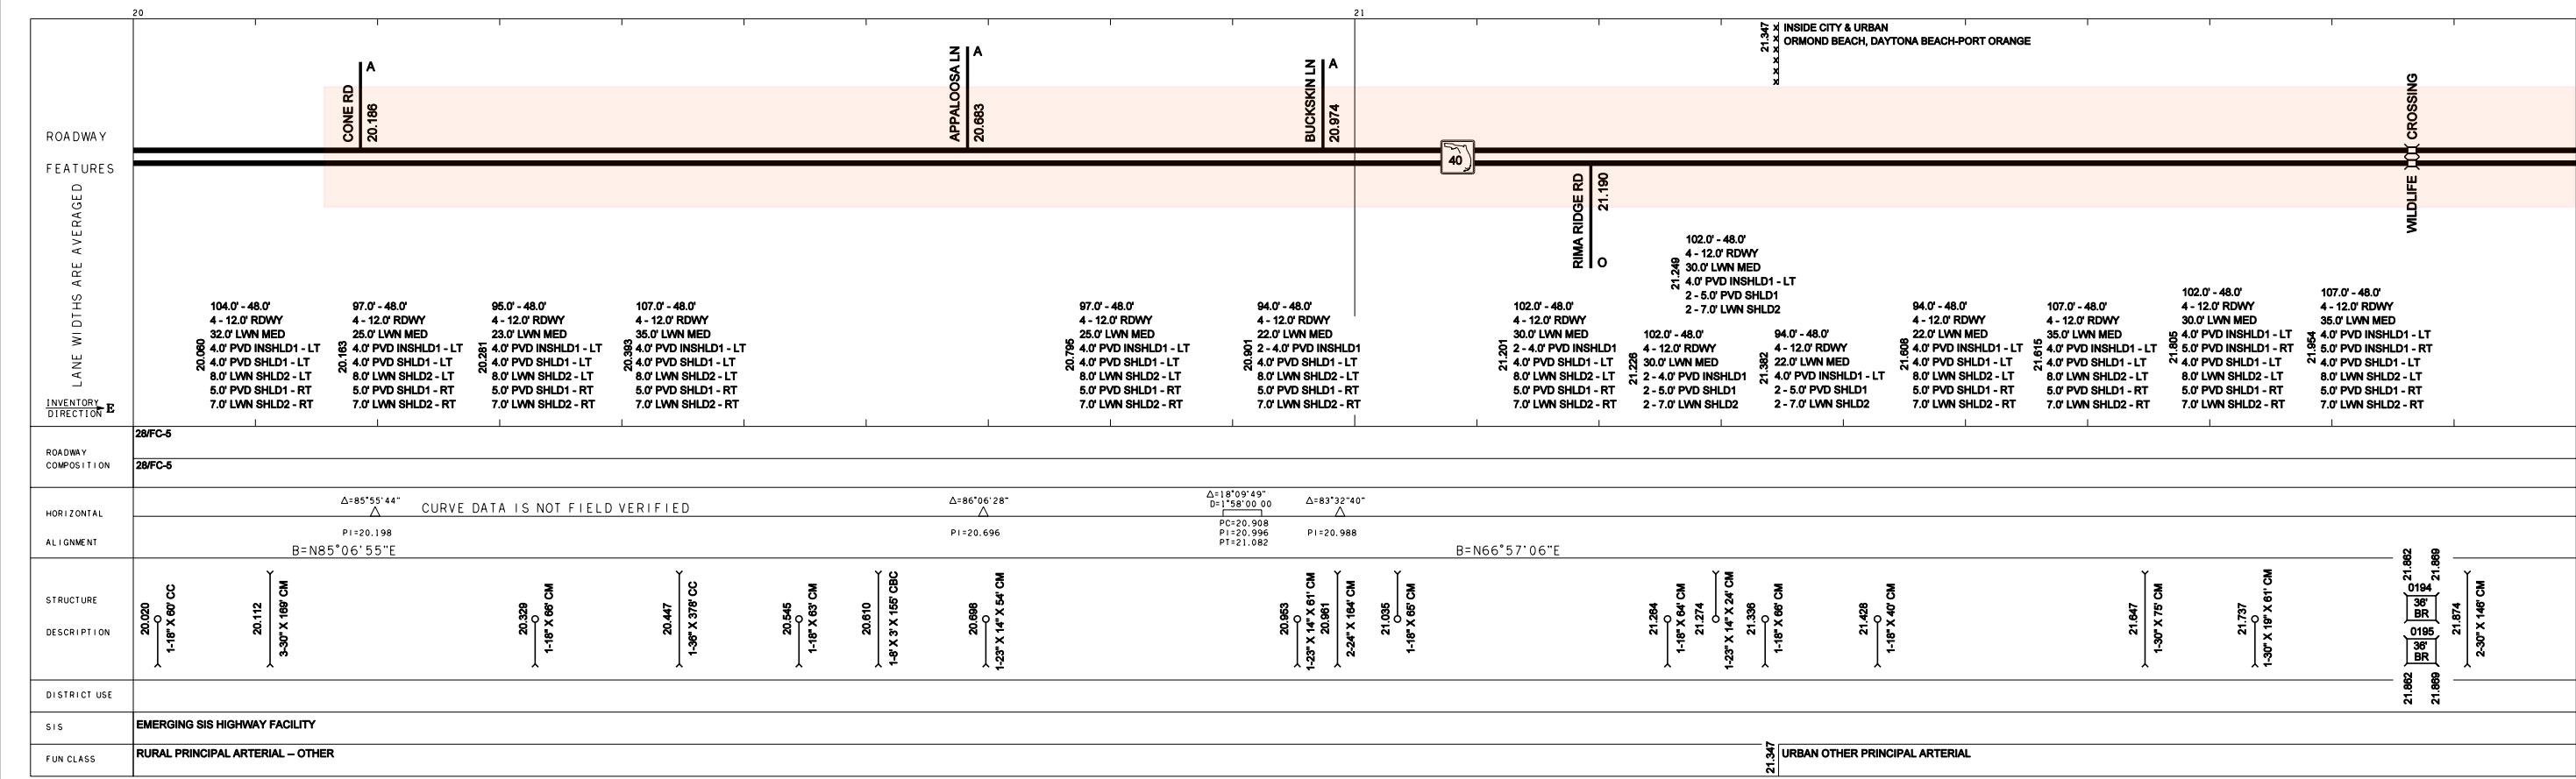 20
21
21.347
INSIDE CITY & URBAN
ORMOND BEACH, DAYTONA BEACH-PORT ORANGE
ROADWAY
FEATURES
LANE WIDTHS ARE AVERAGED
INVENTORY
DIRECTION E
CONE RD
20.186
A
APPALOOSA LN
20.683
A
BUCKSKIN LN
20.974
A
40
RIMA RIDGE RD
21.190
O
WILDLIFE CROSSING
20.060
104.0' - 48.0'
4 - 12.0' RDWY
32.0' LWN MED
4.0' PVD INSHLD1 - LT
4.0' PVD SHLD1 - LT
8.0' LWN SHLD2 - LT
5.0' PVD SHLD1 - RT
7.0' LWN SHLD2 - RT
20.163
97.0' - 48.0'
4 - 12.0' RDWY
25.0' LWN MED
4.0' PVD INSHLD1 - LT
4.0' PVD SHLD1 - LT
8.0' LWN SHLD2 - LT
5.0' PVD SHLD1 - RT
7.0' LWN SHLD2 - RT
20.281
95.0' - 48.0'
4 - 12.0' RDWY
23.0' LWN MED
4.0' PVD INSHLD1 - LT
4.0' PVD SHLD1 - LT
8.0' LWN SHLD2 - LT
5.0' PVD SHLD1 - RT
7.0' LWN SHLD2 - RT
20.393
107.0' - 48.0'
4 - 12.0' RDWY
35.0' LWN MED
4.0' PVD INSHLD1 - LT
4.0' PVD SHLD1 - LT
8.0' LWN SHLD2 - LT
5.0' PVD SHLD1 - RT
7.0' LWN SHLD2 - RT
20.795
97.0' - 48.0'
4 - 12.0' RDWY
25.0' LWN MED
4.0' PVD INSHLD1 - LT
4.0' PVD SHLD1 - LT
8.0' LWN SHLD2 - LT
5.0' PVD SHLD1 - RT
7.0' LWN SHLD2 - RT
20.901
94.0' - 48.0'
4 - 12.0' RDWY
22.0' LWN MED
2 - 4.0' PVD INSHLD1
4.0' PVD SHLD1 - LT
8.0' LWN SHLD2 - LT
5.0' PVD SHLD1 - RT
7.0' LWN SHLD2 - RT
21.201
102.0' - 48.0'
4 - 12.0' RDWY
30.0' LWN MED
2 - 4.0' PVD INSHLD1
4.0' PVD SHLD1 - LT
8.0' LWN SHLD2 - LT
5.0' PVD SHLD1 - RT
7.0' LWN SHLD2 - RT
21.226
102.0' - 48.0'
4 - 12.0' RDWY
30.0' LWN MED
2 - 4.0' PVD INSHLD1
2 - 5.0' PVD SHLD1
2 - 7.0' LWN SHLD2
21.249
102.0' - 48.0'
4 - 12.0' RDWY
30.0' LWN MED
4.0' PVD INSHLD1 - LT
2 - 5.0' PVD SHLD1
2 - 7.0' LWN SHLD2
21.382
94.0' - 48.0'
4 - 12.0' RDWY
22.0' LWN MED
4.0' PVD INSHLD1 - LT
2 - 5.0' PVD SHLD1
2 - 7.0' LWN SHLD2
21.608
94.0' - 48.0'
4 - 12.0' RDWY
22.0' LWN MED
4.0' PVD INSHLD1 - LT
4.0' PVD SHLD1 - LT
8.0' LWN SHLD2 - LT
5.0' PVD SHLD1 - RT
7.0' LWN SHLD2 - RT
21.615
107.0' - 48.0'
4 - 12.0' RDWY
35.0' LWN MED
4.0' PVD INSHLD1 - LT
4.0' PVD SHLD1 - LT
8.0' LWN SHLD2 - LT
5.0' PVD SHLD1 - RT
7.0' LWN SHLD2 - RT
21.805
102.0' - 48.0'
4 - 12.0' RDWY
30.0' LWN MED
4.0' PVD INSHLD1 - LT
5.0' PVD INSHLD1 - RT
4.0' PVD SHLD1 - LT
8.0' LWN SHLD2 - LT
5.0' PVD SHLD1 - RT
7.0' LWN SHLD2 - RT
21.954
107.0' - 48.0'
4 - 12.0' RDWY
35.0' LWN MED
4.0' PVD INSHLD1 - LT
5.0' PVD INSHLD1 - RT
4.0' PVD SHLD1 - LT
8.0' LWN SHLD2 - LT
5.0' PVD SHLD1 - RT
7.0' LWN SHLD2 - RT
ROADWAY
COMPOSITION
28/FC-5
28/FC-5
HORIZONTAL
ALIGNMENT
Δ=85°55'44"
PI=20.198
CURVE DATA IS NOT FIELD VERIFIED
B=N85°06'55"E
Δ=86°06'28"
PI=20.696
Δ=18°09'49"
D=1°58'00 00
PC=20.908
PI=20.996
PT=21.082
Δ=83°32'40"
PI=20.988
B=N66°57'06"E
STRUCTURE
DESCRIPTION
20.020
1-18" X 60' CC
20.112
3-30" X 169' CM
20.329
1-18" X 66' CM
20.447
1-36" X 378' CC
20.545
1-18" X 63' CM
20.610
1-8' X 3' X 155' CBC
20.698
1-23" X 14" X 54' CM
20.953
1-23" X 14" X 61' CM
20.961
2-24" X 164' CM
21.035
1-18" X 65' CM
21.264
1-18" X 64' CM
21.274
1-23" X 14" X 24' CM
21.336
1-18" X 66' CM
21.428
1-18" X 40' CM
21.647
1-30" X 75' CM
21.737
1-30" X 19" X 61' CM
21.862
21.869
0194
36'
BR
0195
36'
BR
21.862
21.869
21.874
2-30" X 146' CM
DISTRICT USE
SIS
EMERGING SIS HIGHWAY FACILITY
FUN CLASS
RURAL PRINCIPAL ARTERIAL -- OTHER
21.347
URBAN OTHER PRINCIPAL ARTERIAL